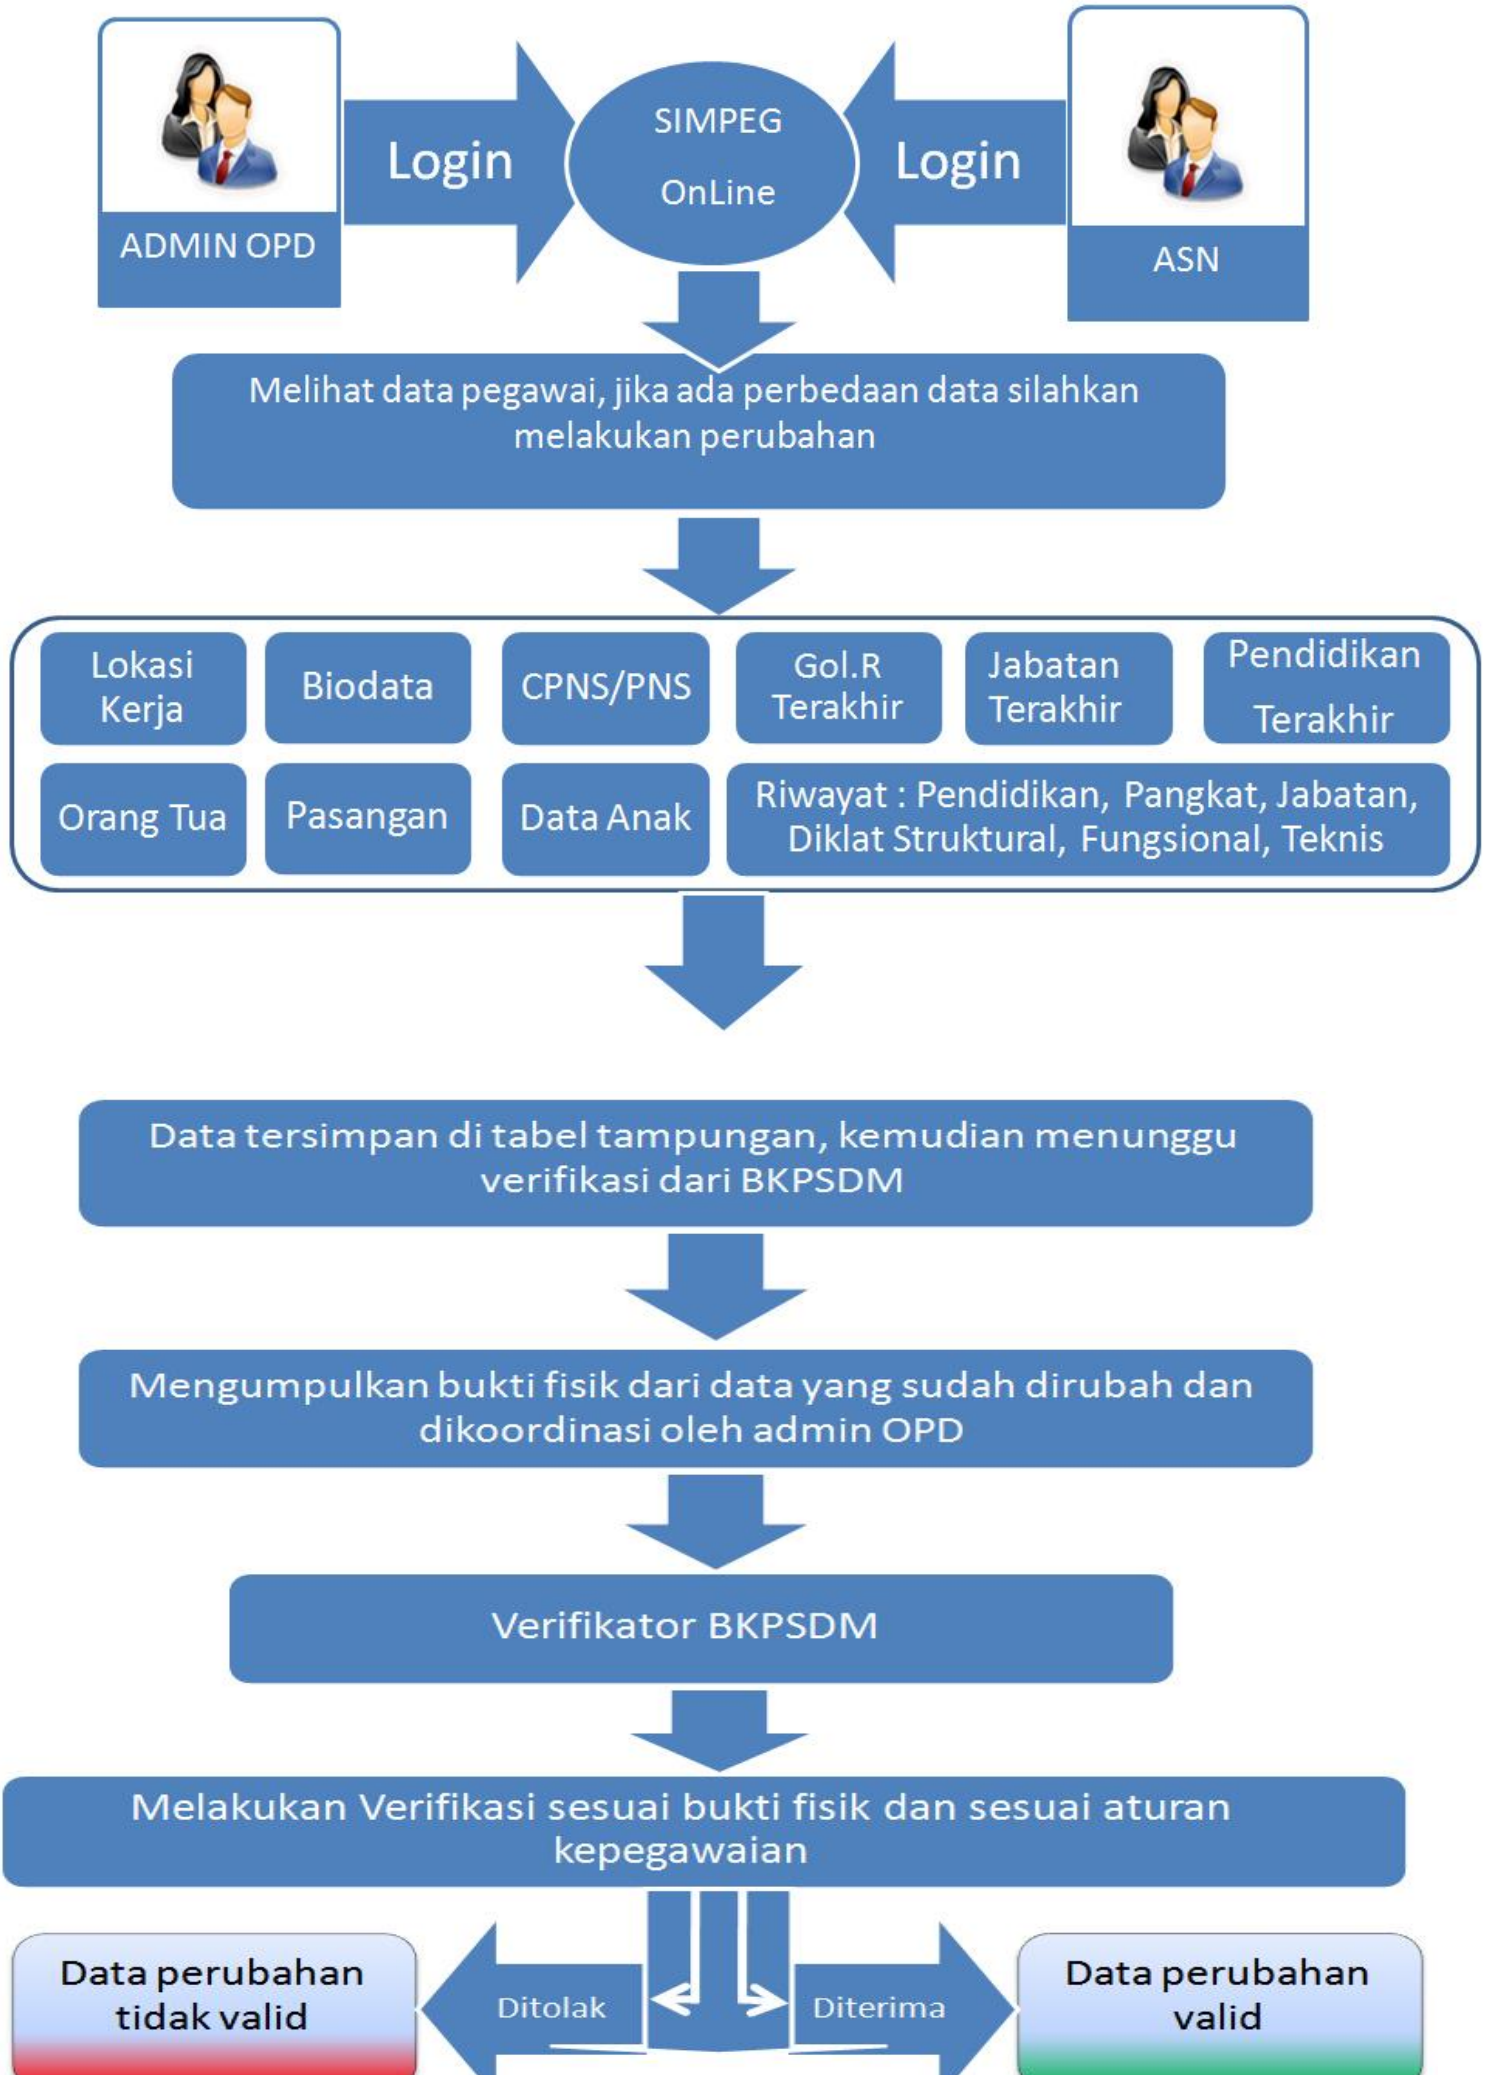 ADMIN OPD
Login
SIMPEG
OnLine
Login
ASN
Melihat data pegawai, jika ada perbedaan data silahkan
melakukan perubahan
Lokasi
Kerja
Biodata
CPNS/PNS
Gol.R
Terakhir
Jabatan
Terakhir
Pendidikan
Terakhir
Orang Tua
Pasangan
Data Anak
Riwayat : Pendidikan, Pangkat, Jabatan,
Diklat Struktural, Fungsional, Teknis
Data tersimpan di tabel tampungan, kemudian menunggu
verifikasi dari BKPSDM
Mengumpulkan bukti fisik dari data yang sudah dirubah dan
dikoordinasi oleh admin OPD
Verifikator BKPSDM
Melakukan Verifikasi sesuai bukti fisik dan sesuai aturan
kepegawaian
Data perubahan
tidak valid
Ditolak
Diterima
Data perubahan
valid